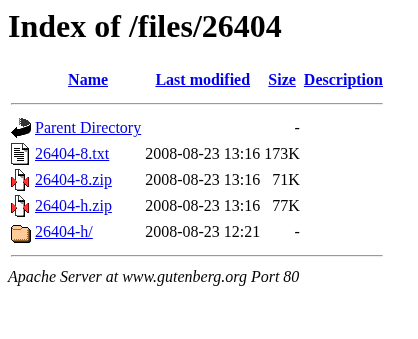 Index of /files/26404
Name Last modified Size Description
Parent Directory -
26404-8.txt 2008-08-23 13:16 173K
26404-8.zip 2008-08-23 13:16 71K
26404-h.zip 2008-08-23 13:16 77K
26404-h/ 2008-08-23 12:21 -
Apache Server at www.gutenberg.org Port 80